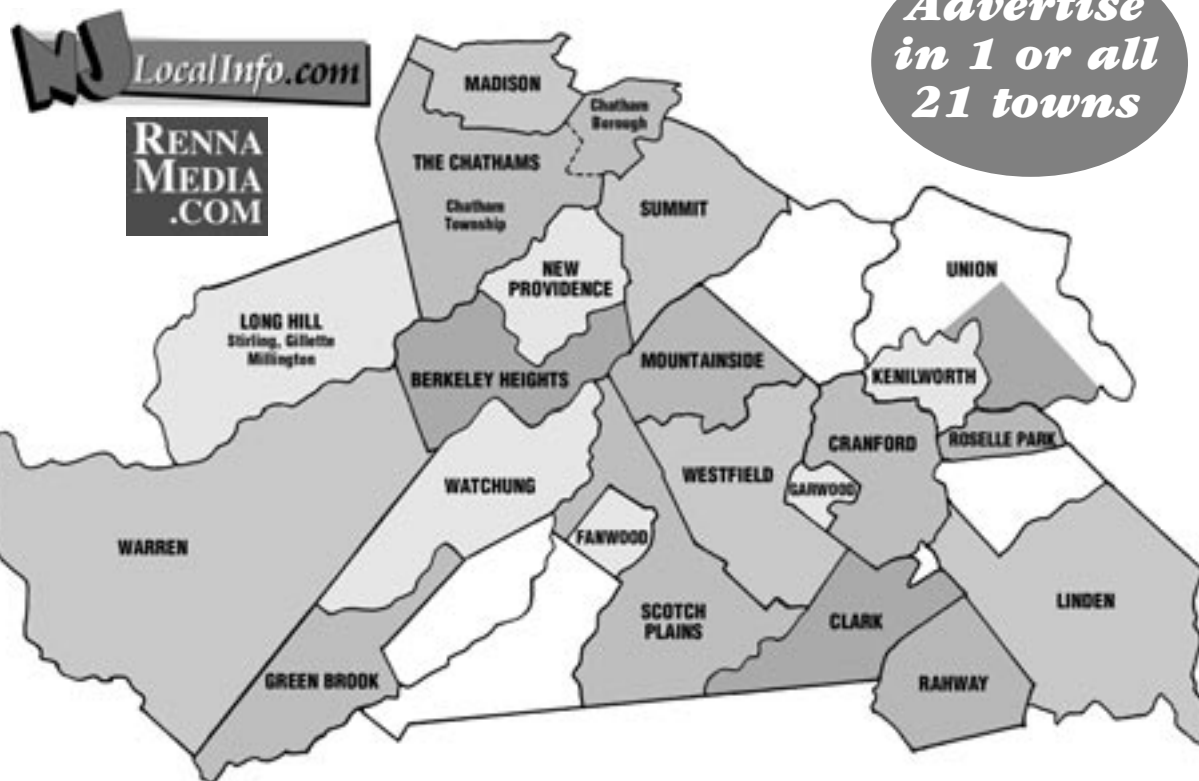 NJ LocalInfo.com
RENNA
MEDIA
.COM
Advertise
in 1 or all
21 towns
MADISON
Chatham
Borough
THE CHATHAMS
Chatham
Township
SUMMIT
NEW
PROVIDENCE
UNION
LONG HILL
Stirling, Gillette
Millington
MOUNTAINSIDE
BERKELEY HEIGHTS
KENILWORTH
CRANFORD
ROSELLE PARK
WESTFIELD
WATCHUNG
GARWOOD
FANWOOD
WARREN
LINDEN
SCOTCH
PLAINS
CLARK
GREEN BROOK
RAHWAY